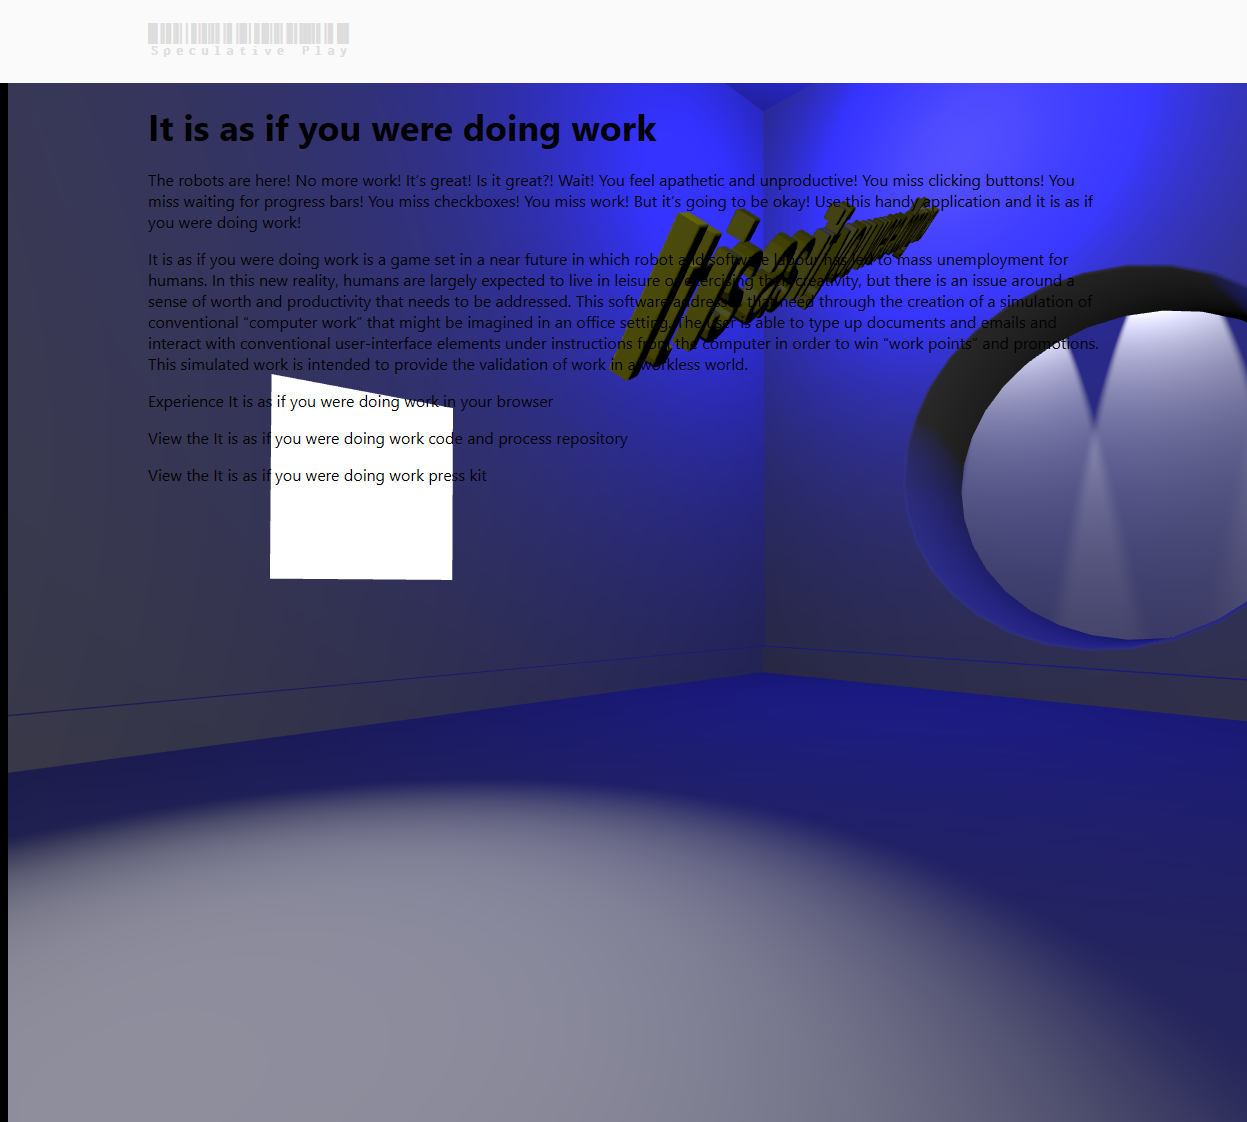 Speculative Play
It is as if you were doing work
The robots are here! No more work! It's great! Is it great?! Wait! You feel apathetic and unproductive! You miss clicking buttons! You
miss waiting for progress bars! You miss checkboxes! You miss work! But it's going to be okay! Use this handy application and it is as if
you were doing work!
It is as if you were doing work is a game set in a near future in which robot and software labour has led to mass unemployment for
humans. In this new reality, humans are largely expected to live in leisure or exercising their creativity, but there is an issue around a
sense of worth and productivity that needs to be addressed. This software addresses that need through the creation of a simulation of
conventional “computer work” that might be imagined in an office setting. The user is able to type up documents and emails and
interact with conventional user-interface elements under instructions from the computer in order to win “work points” and promotions.
This simulated work is intended to provide the validation of work in a workless world.
Experience It is as if you were doing work in your browser
View the It is as if you were doing work code and process repository
View the It is as if you were doing work press kit
It is as if